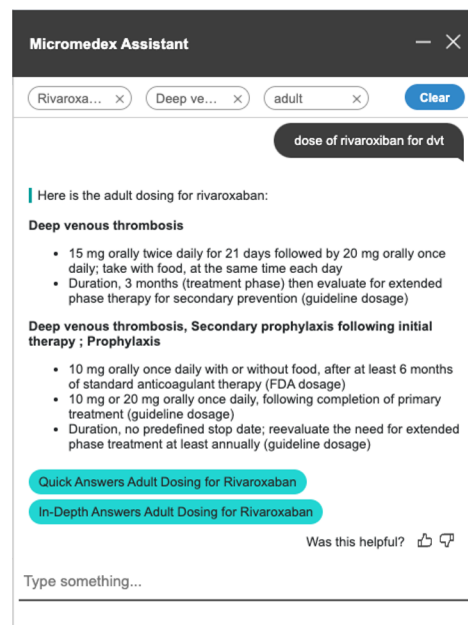 Micromedex Assistant
Rivaroxa... × Deep ve... × adult × Clear
dose of rivaroxiban for dvt
Here is the adult dosing for rivaroxaban:
Deep venous thrombosis
• 15 mg orally twice daily for 21 days followed by 20 mg orally once
daily; take with food, at the same time each day
• Duration, 3 months (treatment phase) then evaluate for extended
phase therapy for secondary prevention (guideline dosage)
Deep venous thrombosis, Secondary prophylaxis following initial
therapy ; Prophylaxis
• 10 mg orally once daily with or without food, after at least 6 months
of standard anticoagulant therapy (FDA dosage)
• 10 mg or 20 mg orally once daily, following completion of primary
treatment (guideline dosage)
• Duration, no predefined stop date; reevaluate the need for extended
phase treatment at least annually (guideline dosage)
Quick Answers Adult Dosing for Rivaroxaban
In-Depth Answers Adult Dosing for Rivaroxaban
Was this helpful?
Type something...